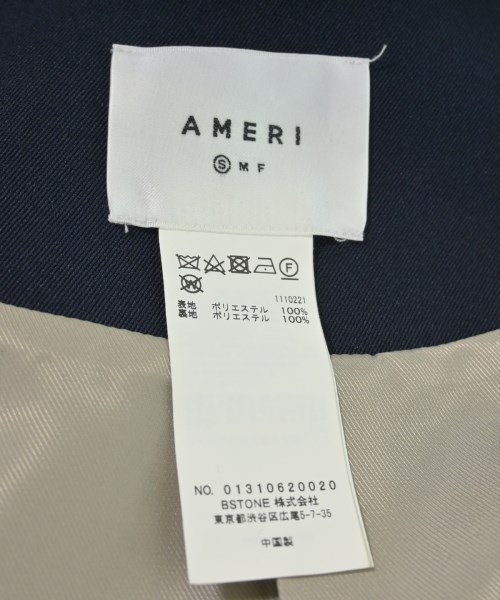 AMERI
Ⓢ M F
F
W
1110221
表地 ポリエステル 100%
裏地 ポリエステル 100%
NO. 01310620020
BSTONE 株式会社
東京都渋谷区広尾5-7-35
中国製